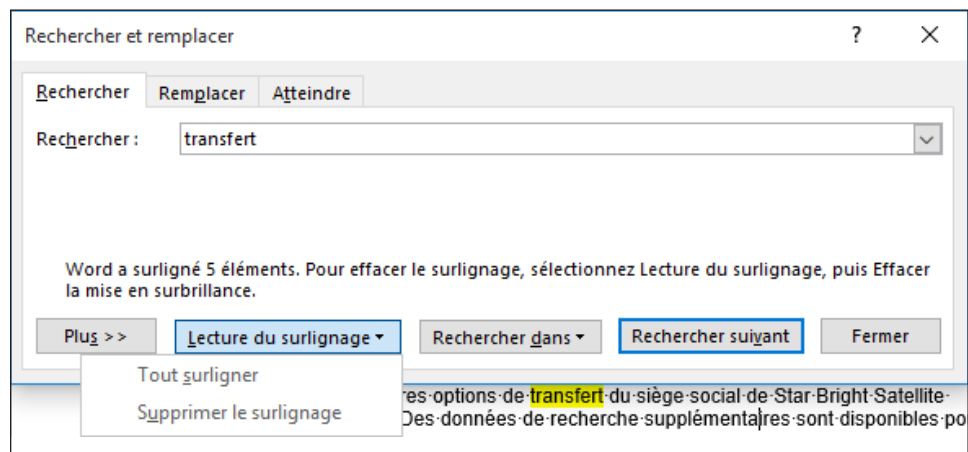 Rechercher et remplacer ? X
Rechercher Remplacer Atteindre
Rechercher : transfert
Word a surligné 5 éléments. Pour effacer le surlignage, sélectionnez Lecture du surlignage, puis Effacer
la mise en surbrillance.
Plus >> Lecture du surlignage Rechercher dans Rechercher suivant Fermer
Tout surligner
Supprimer le surlignage
options·de·transfert·du·siège·social·de·Star·Bright·Satellite·
Des·données·de·recherche·supplémentaires·sont·disponibles·